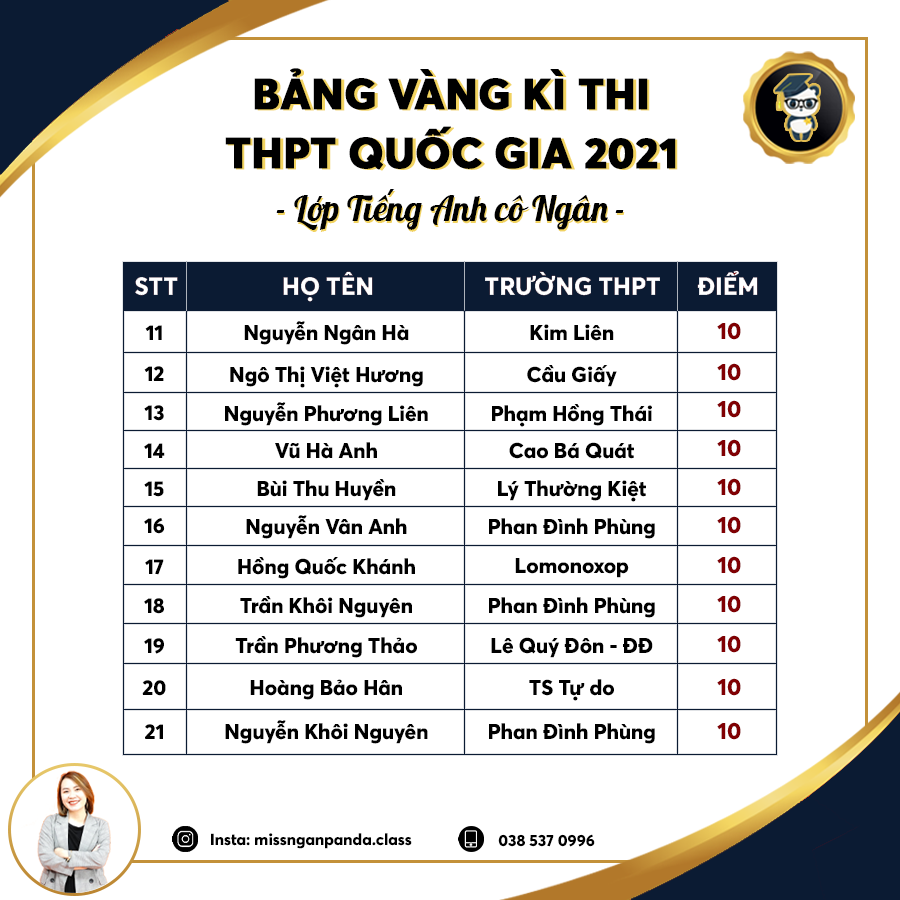 BẢNG VÀNG KÌ THI
THPT QUỐC GIA 2021
- Lớp Tiếng Anh cô Ngân -
STT HỌ TÊN TRƯỜNG THPT ĐIỂM
11 Nguyễn Ngân Hà Kim Liên 10
12 Ngô Thị Việt Hương Cầu Giấy 10
13 Nguyễn Phương Liên Phạm Hồng Thái 10
14 Vũ Hà Anh Cao Bá Quát 10
15 Bùi Thu Huyền Lý Thường Kiệt 10
16 Nguyễn Vân Anh Phan Đình Phùng 10
17 Hồng Quốc Khánh Lomonoxop 10
18 Trần Khôi Nguyên Phan Đình Phùng 10
19 Trần Phương Thảo Lê Quý Đôn - ĐĐ 10
20 Hoàng Bảo Hân TS Tự do 10
21 Nguyễn Khôi Nguyên Phan Đình Phùng 10
Insta: missnganpanda.class 038 537 0996